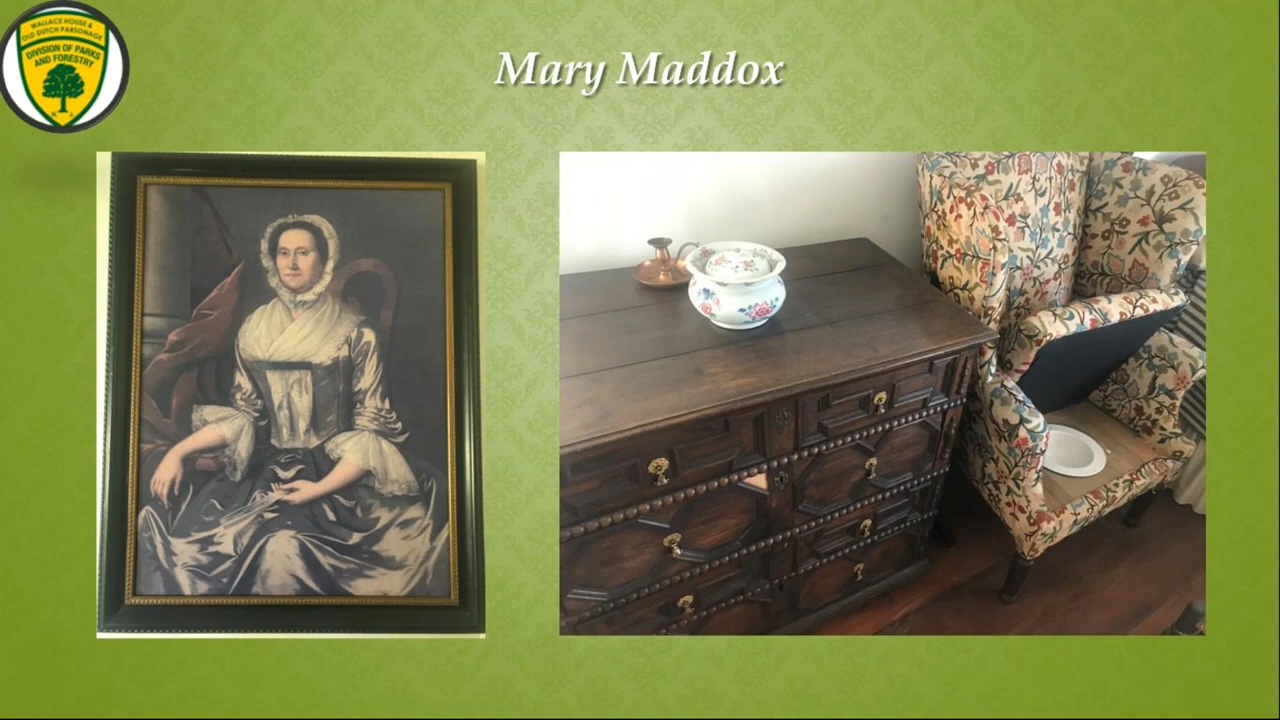 WALLACE HOUSE &
OLD DUTCH PARSONAGE
DIVISION OF PARKS
AND FORESTRY
N. J.
Mary Maddox